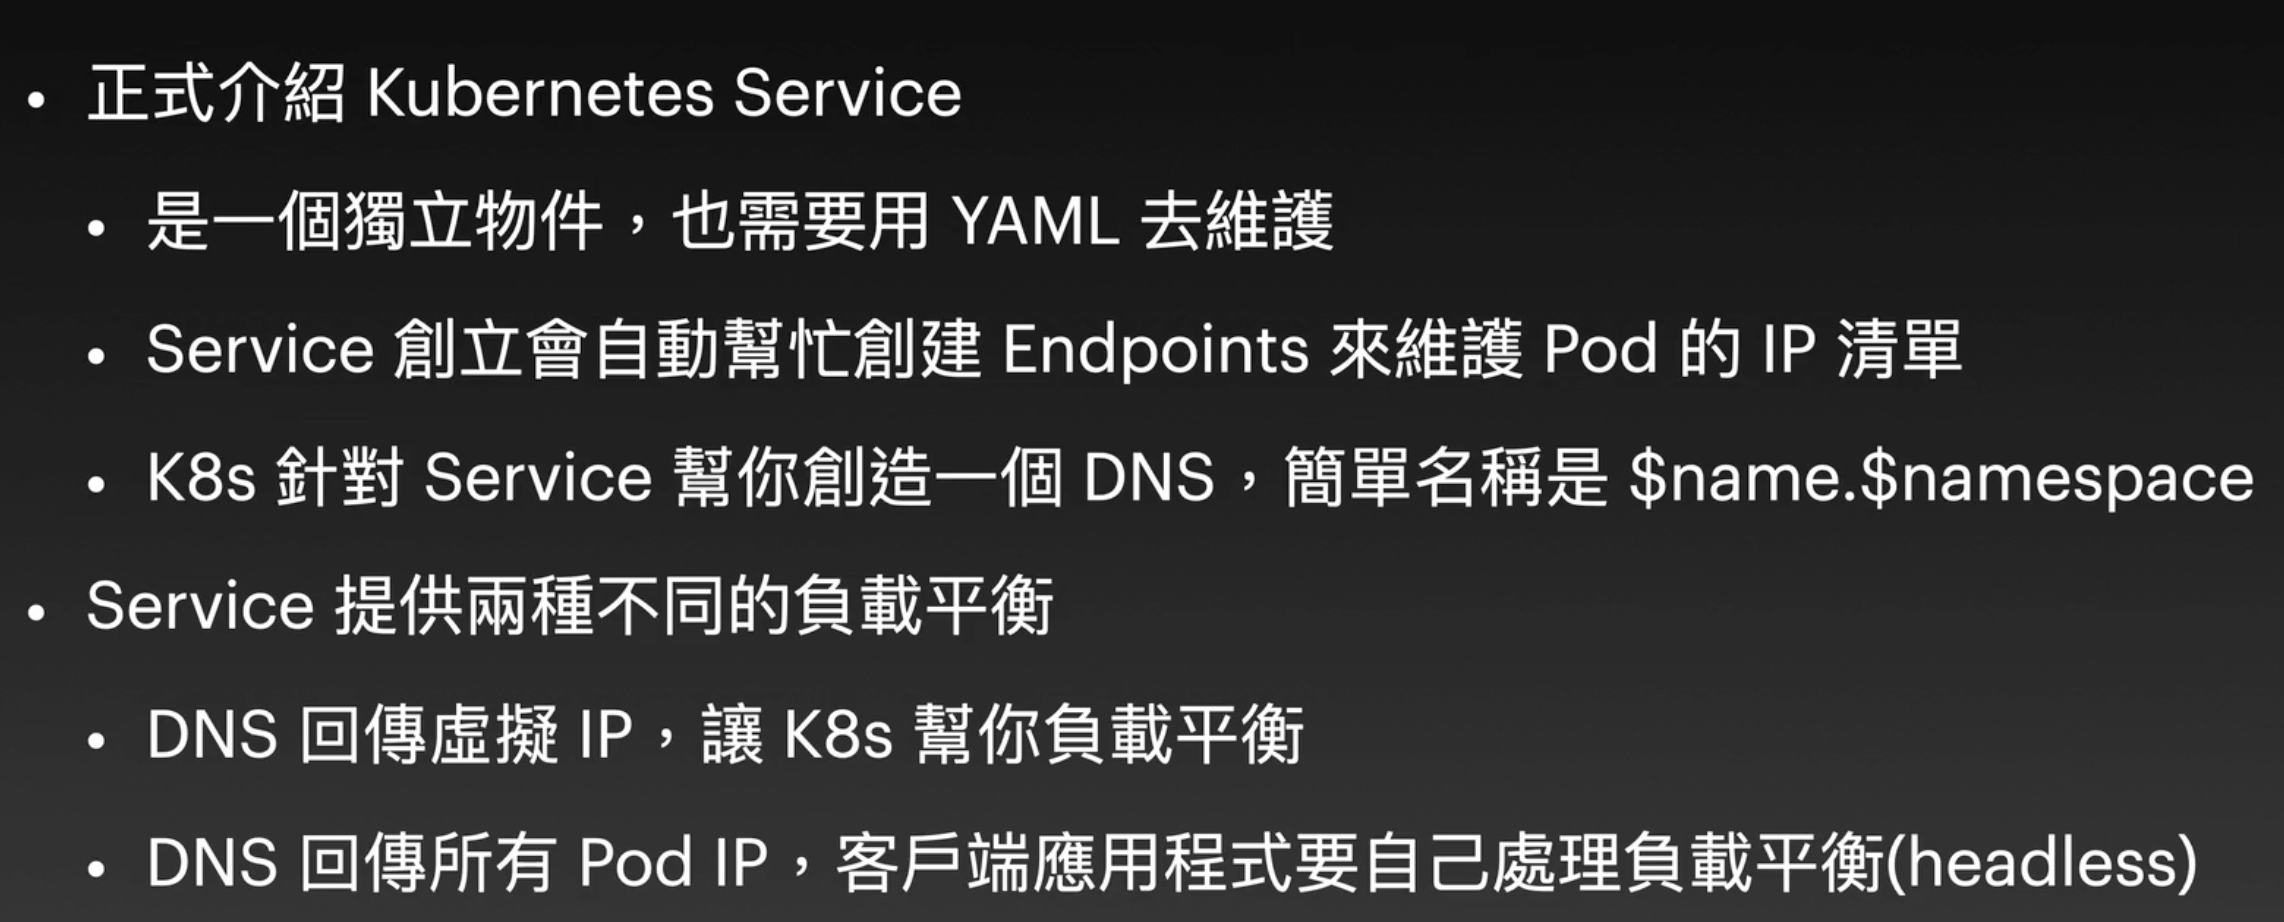 • 正式介紹 Kubernetes Service
• 是一個獨立物件，也需要用 YAML 去維護
• Service 創立會自動幫忙創建 Endpoints 來維護 Pod 的 IP 清單
• K8s 針對 Service 幫你創造一個 DNS，簡單名稱是 $name.$namespace
• Service 提供兩種不同的負載平衡
• DNS 回傳虛擬 IP，讓 K8s 幫你負載平衡
• DNS 回傳所有 Pod IP，客戶端應用程式要自己處理負載平衡(headless)